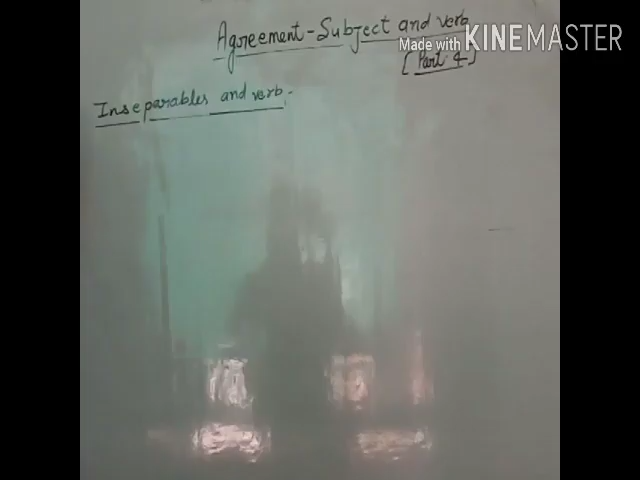 Agreement-Subject and verb
Made with KINEMASTER
[Part 4]
Inseparables and verb: